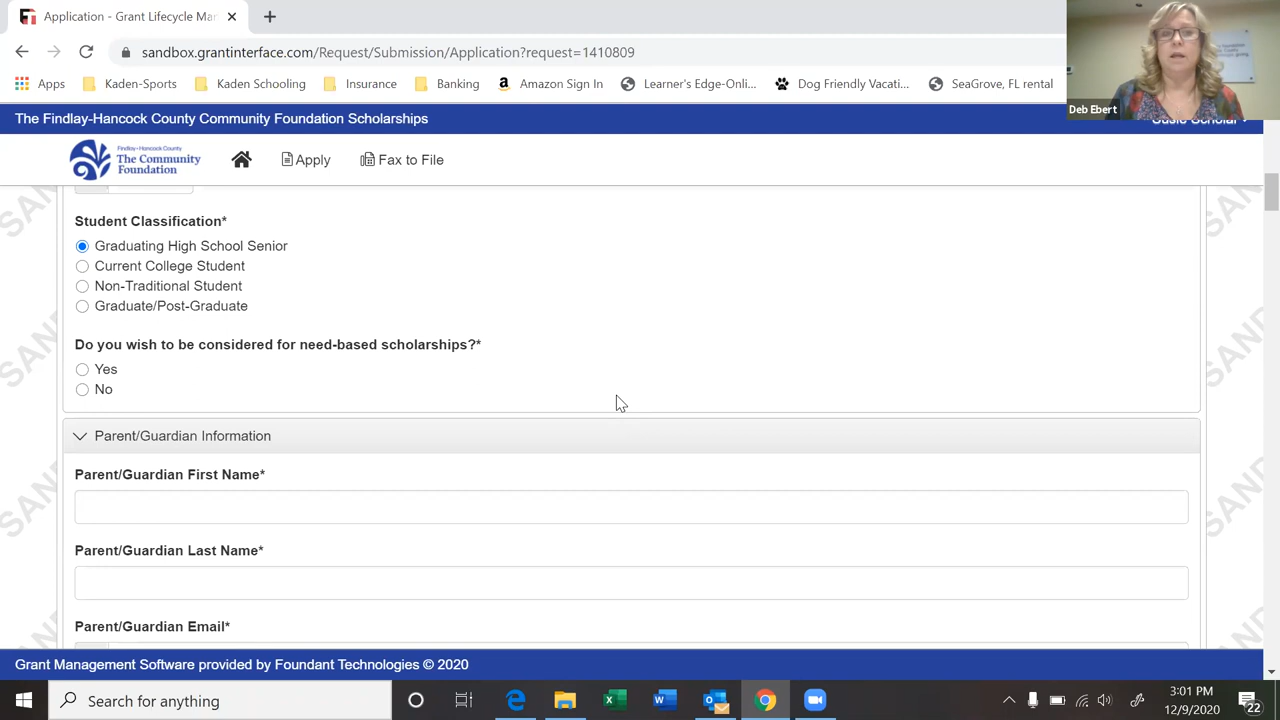 Application - Grant Lifecycle Mar
sandbox.grantinterface.com/Request/Submission/Application?request=1410809
Apps Kaden-Sports Kaden Schooling Insurance Banking Amazon Sign In Learner's Edge-Onli... Dog Friendly Vacati... SeaGrove, FL rental
Deb Ebert
The Findlay-Hancock County Community Foundation Scholarships
Findlay-Hancock County
The Community
Foundation
Apply
Fax to File
Student Classification*
Graduating High School Senior
Current College Student
Non-Traditional Student
Graduate/Post-Graduate
Do you wish to be considered for need-based scholarships?*
Yes
No
Parent/Guardian Information
Parent/Guardian First Name*
Parent/Guardian Last Name*
Parent/Guardian Email*
Grant Management Software provided by Foundant Technologies © 2020
Search for anything
3:01 PM
12/9/2020
22